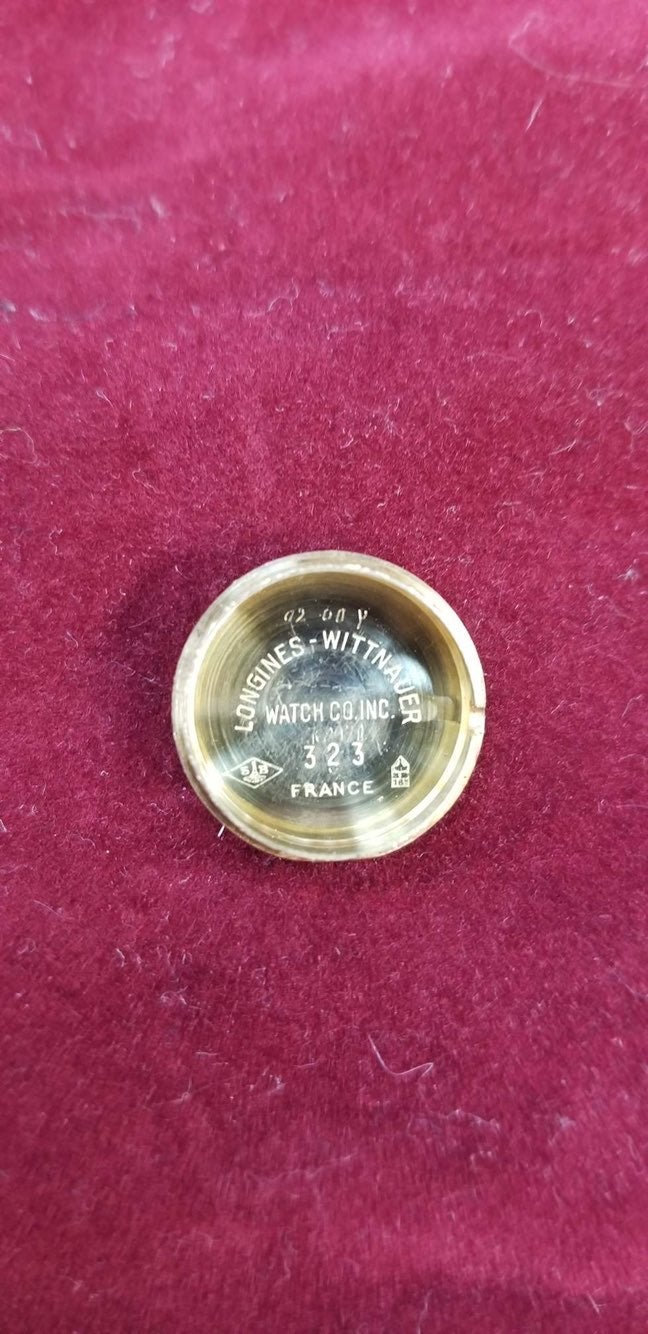 LONGINES-WITTNAUER
WATCH CO. INC.
323
FRANCE